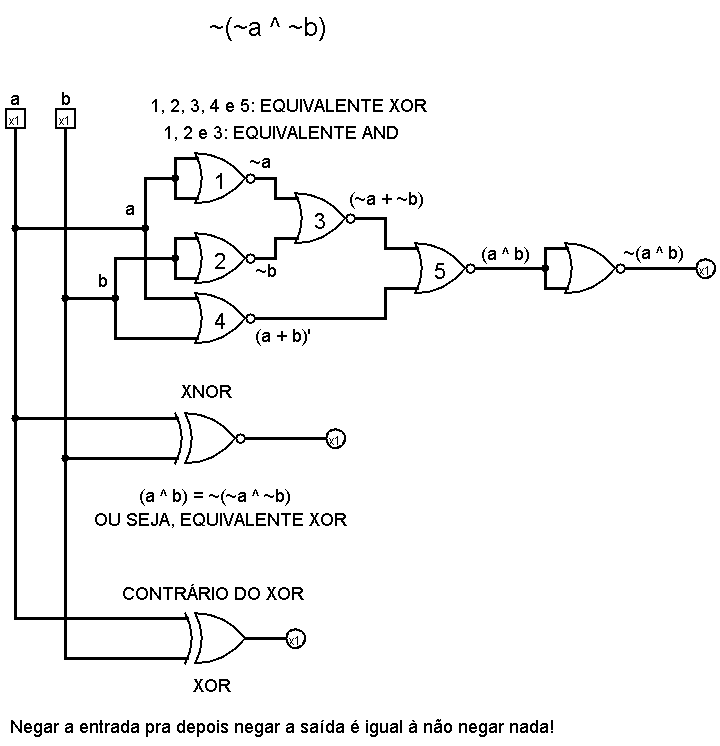 ~(~a ^ ~b)
a
b
x1
x1
1, 2, 3, 4 e 5: EQUIVALENTE XOR
1, 2 e 3: EQUIVALENTE AND
~a
1
a
(~a + ~b)
3
2
~b
b
(a ^ b)
~(a ^ b)
5
x1
4
(a + b)'
XNOR
x1
(a ^ b) = ~(~a ^ ~b)
OU SEJA, EQUIVALENTE XOR
CONTRÁRIO DO XOR
x1
XOR
Negar a entrada pra depois negar a saída é igual à não negar nada!